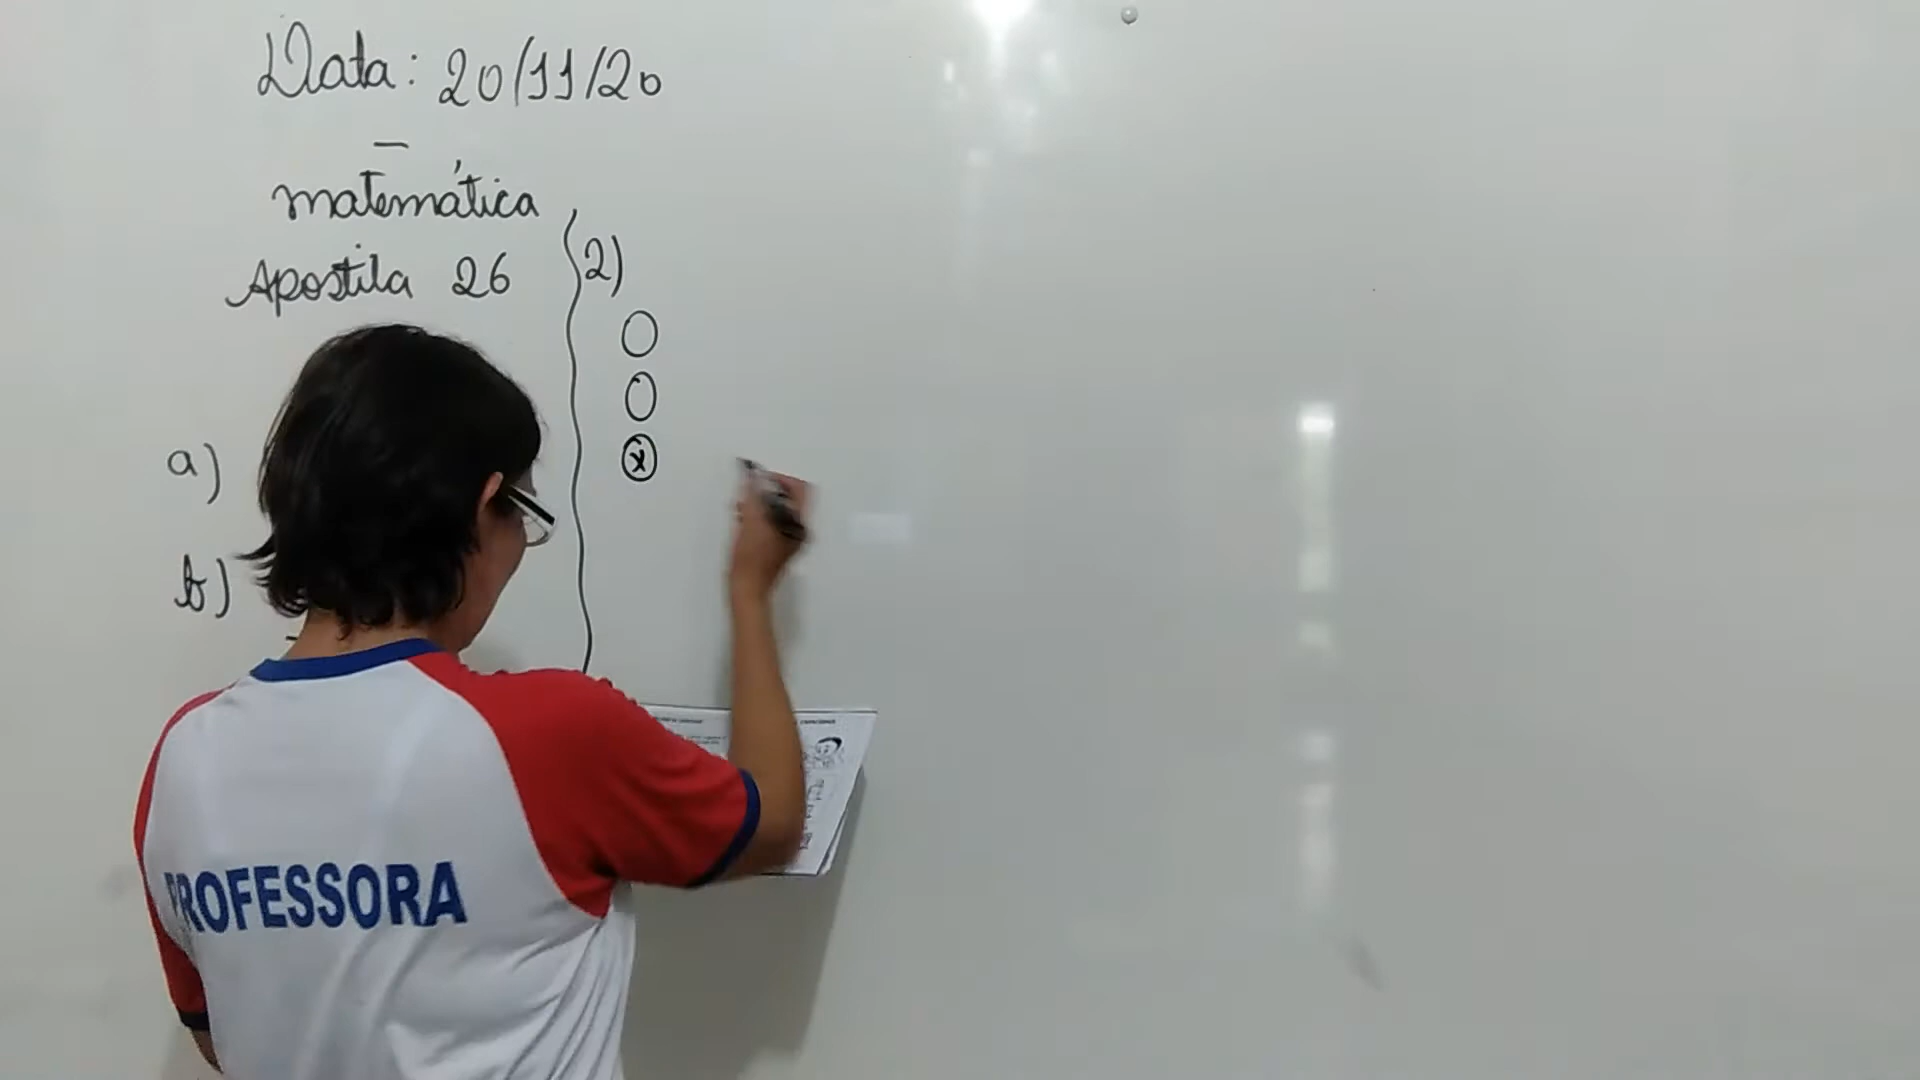 Data: 20/11/20
matemática
Apostila 26
a)
b)
2)
x
PROFESSORA